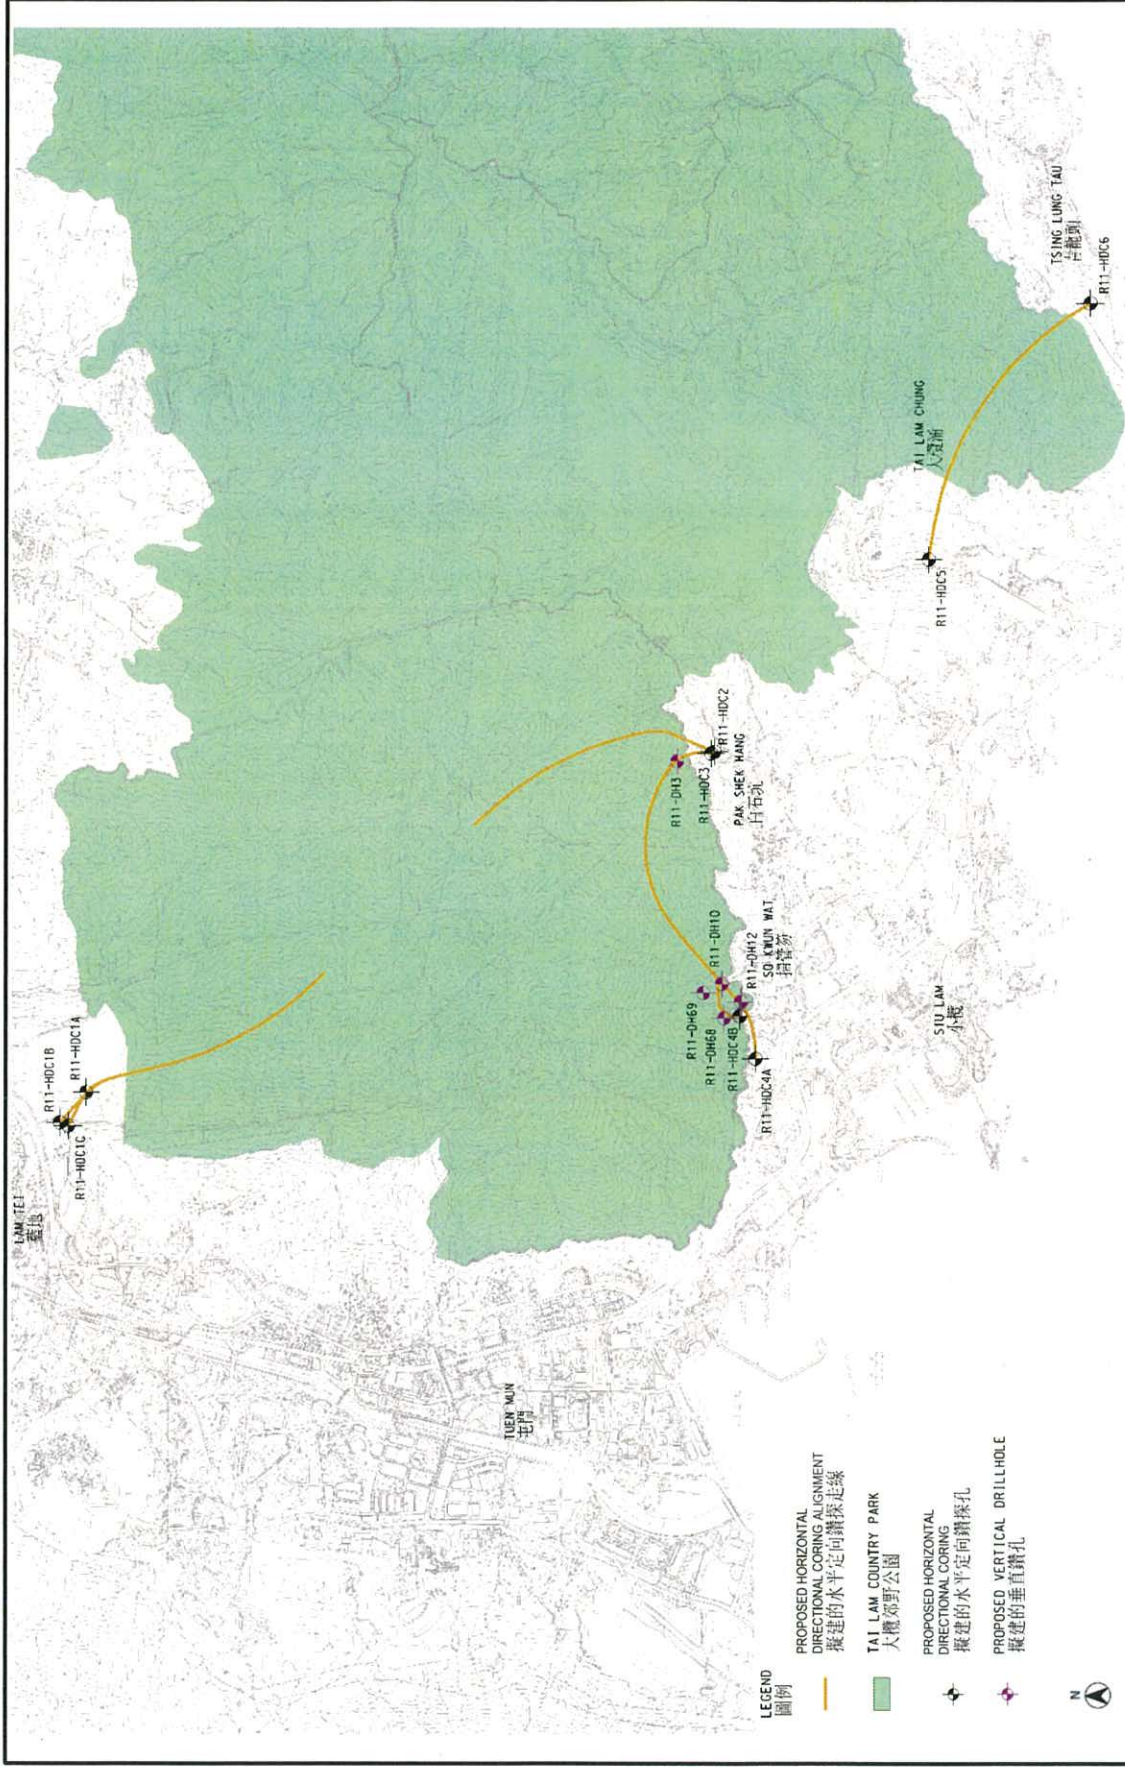 LAM TEI
藍地
R11-HDC1B
R11-HDC1A
R11-HDC1C
TUEN MUN
屯門
R11-DH69
R11-DH68
R11-HDC4B
R11-HDC4A
R11-DH10
R11-DH12
SO KWUN WAT
掃管笏
R11-DH3
R11-HDC3
R11-HDC2
PAK SHEK HANG
白石坑
SIU LAM
小欖
TAI LAM CHUNG
大欖涌
R11-HDC5
TSING LUNG TAU
青龍頭
R11-HDC6
LEGEND
圖例
PROPOSED HORIZONTAL
DIRECTIONAL CORING ALIGNMENT
擬建的水平定向鑽探走線
TAI LAM COUNTRY PARK
大欖郊野公園
PROPOSED HORIZONTAL
DIRECTIONAL CORING
擬建的水平定向鑽探孔
PROPOSED VERTICAL DRILLHOLE
擬建的垂直鑽孔
N